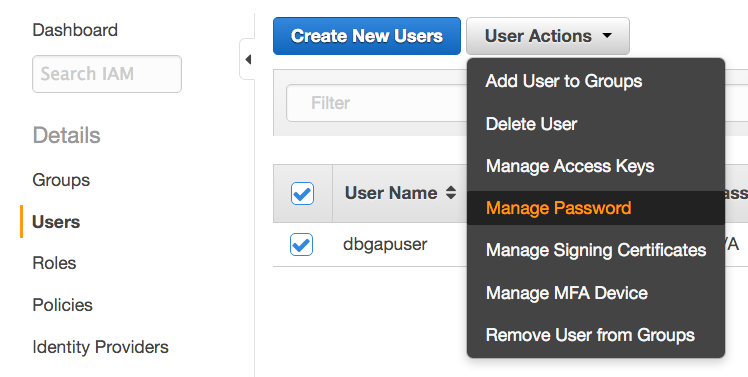 Dashboard
Search IAM
Details
Groups
Users
Roles
Policies
Identity Providers
Create New Users
User Actions
Filter
User Name
dbgapuser
Add User to Groups
Delete User
Manage Access Keys
Manage Password
Manage Signing Certificates
Manage MFA Device
Remove User from Groups